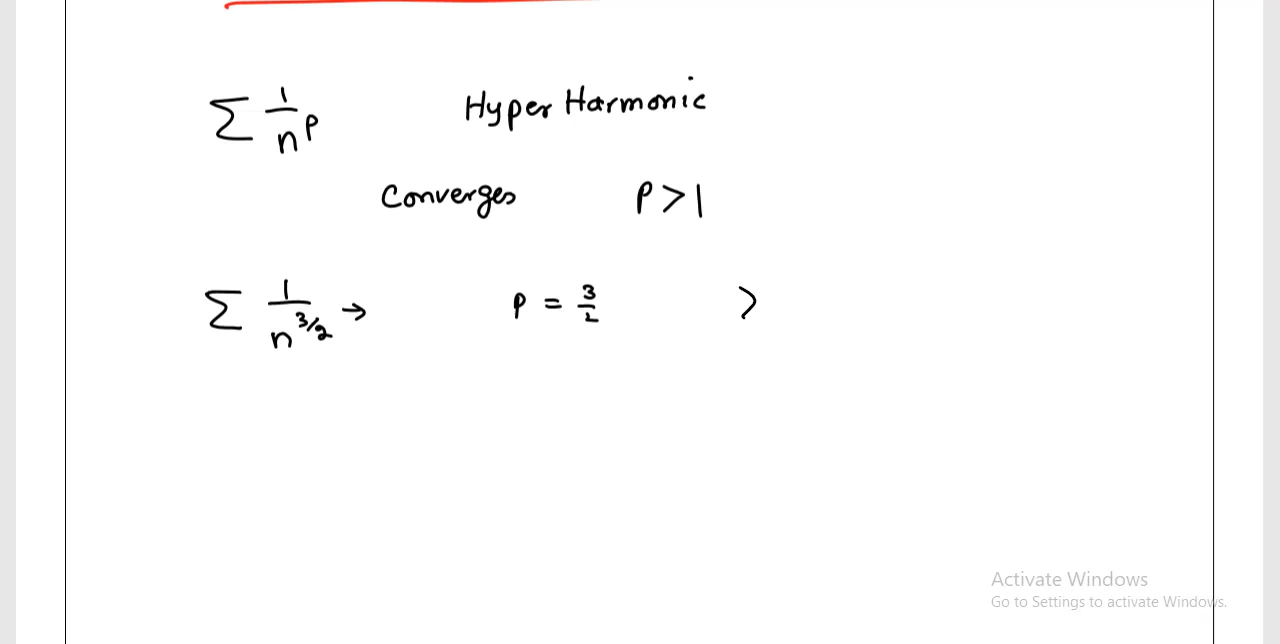 ∑ 1/n^p Hyper Harmonic
Converges p > 1
∑ 1/n^3/2 → p = 3/2 >
Activate Windows
Go to Settings to activate Windows.